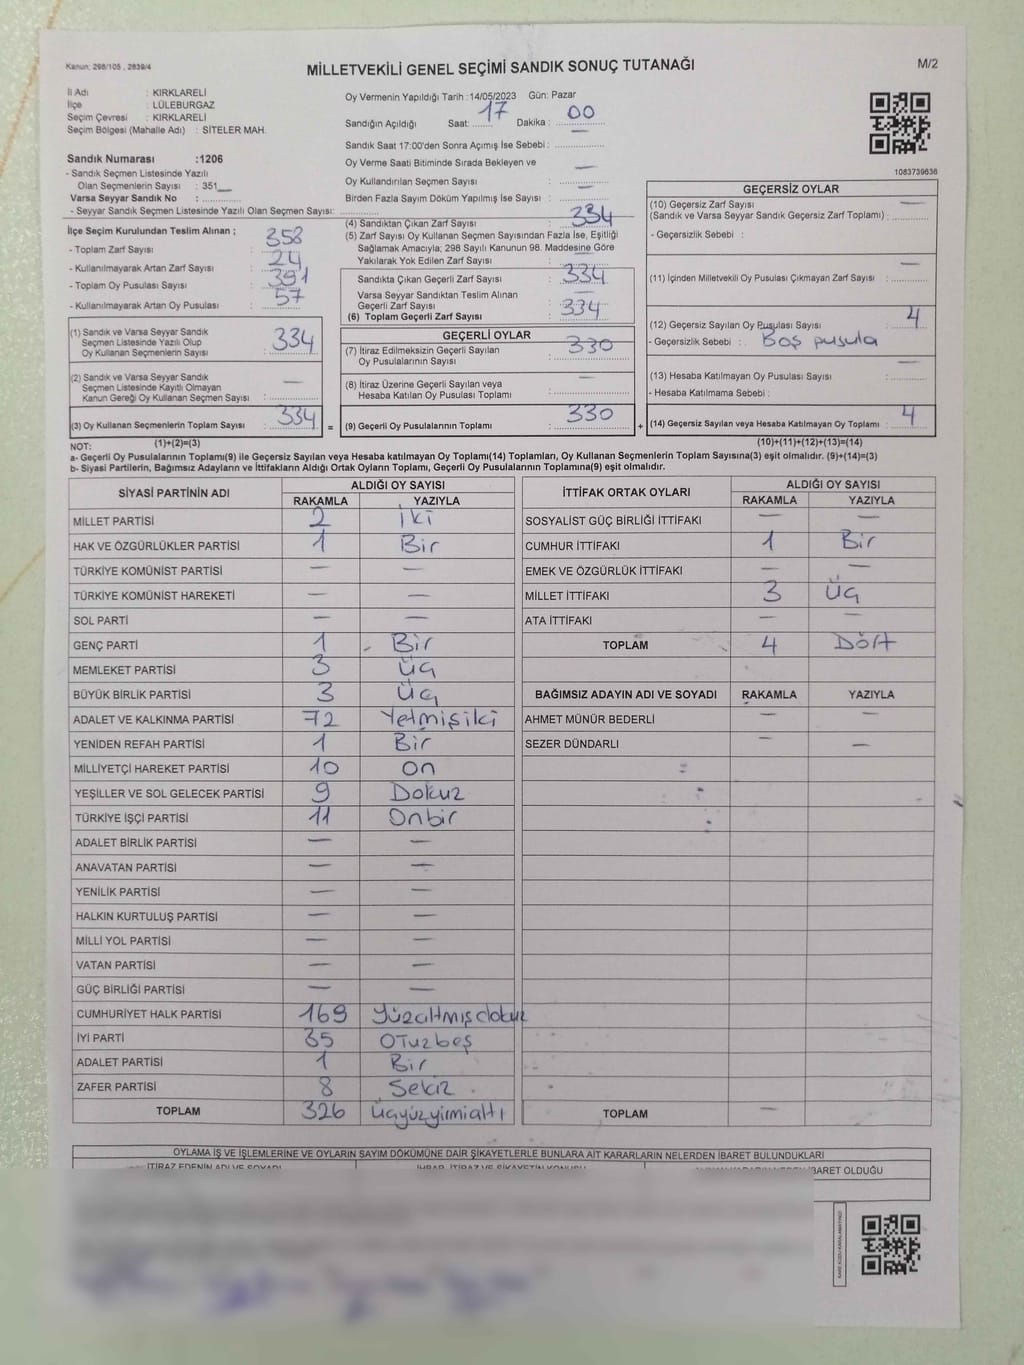 Kanun: 298/105 , 2839/4
MİLLETVEKİLİ GENEL SEÇİMİ SANDIK SONUÇ TUTANAĞI
M/2
İl Adı : KIRKLARELİ
İlçe : LÜLEBURGAZ
Seçim Çevresi : KIRKLARELİ
Seçim Bölgesi (Mahalle Adı) : SİTELER MAH.
Oy Vermenin Yapıldığı Tarih :14/05/2023 Gün: Pazar
Sandığın Açıldığı Saat: 17 Dakika : 00
Sandık Saat 17:00'den Sonra Açımış İse Sebebi : 
Oy Verme Saati Bitiminde Sırada Bekleyen ve
Oy Kullandırılan Seçmen Sayısı : —
Birden Fazla Sayım Döküm Yapılmış İse Sayısı : —
Sandık Numarası :1206
- Sandık Seçmen Listesinde Yazılı
Olan Seçmenlerin Sayısı : 351
Varsa Seyyar Sandık No :
- Seyyar Sandık Seçmen Listesinde Yazılı Olan Seçmen Sayısı:
1083739636
İlçe Seçim Kurulundan Teslim Alınan ;
- Toplam Zarf Sayısı : 358
- Kullanılmayarak Artan Zarf Sayısı : 24
- Toplam Oy Pusulası Sayısı : 391
- Kullanılmayarak Artan Oy Pusulası : 57
(4) Sandıktan Çıkan Zarf Sayısı : 334
(5) Zarf Sayısı Oy Kullanan Seçmen Sayısından Fazla İse, Eşitliği
Sağlamak Amacıyla; 298 Sayılı Kanunun 98. Maddesine Göre
Yakılarak Yok Edilen Zarf Sayısı : —
Sandıkta Çıkan Geçerli Zarf Sayısı : 334
Varsa Seyyar Sandıktan Teslim Alınan
Geçerli Zarf Sayısı : —
(6) Toplam Geçerli Zarf Sayısı : 334
GEÇERSİZ OYLAR
(10) Geçersiz Zarf Sayısı
(Sandık ve Varsa Seyyar Sandık Geçersiz Zarf Toplamı) : —
- Geçersizlik Sebebi :
(11) İçinden Milletvekili Oy Pusulası Çıkmayan Zarf Sayısı : —
(12) Geçersiz Sayılan Oy Pusulası Sayısı : 4
- Geçersizlik Sebebi : Boş pusula
(13) Hesaba Katılmayan Oy Pusulası Sayısı : —
- Hesaba Katılmama Sebebi :
(14) Geçersiz Sayılan veya Hesaba Katılmayan Oy Toplamı : 4
(1) Sandık ve Varsa Seyyar Sandık
Seçmen Listesinde Yazılı Olup
Oy Kullanan Seçmenlerin Sayısı : 334
(2) Sandık ve Varsa Seyyar Sandık
Seçmen Listesinde Kayıtlı Olmayan
Kanun Gereği Oy Kullanan Seçmen Sayısı : —
(3) Oy Kullanan Seçmenlerin Toplam Sayısı : 334 =
GEÇERLİ OYLAR
(7) İtiraz Edilmeksizin Geçerli Sayılan
Oy Pusulalarının Sayısı : 330
(8) İtiraz Üzerine Geçerli Sayılan veya
Hesaba Katılan Oy Pusulası Toplamı : —
(9) Geçerli Oy Pusulalarının Toplamı : 330 +
NOT: (1)+(2)=(3) (10)+(11)+(12)+(13)=(14)
a- Geçerli Oy Pusulalarının Toplamı(9) ile Geçersiz Sayılan veya Hesaba Katılmayan Oy Toplamı(14) Toplamları, Oy Kullanan Seçmenlerin Toplam Sayısına(3) eşit olmalıdır. (9)+(14)=(3)
b- Siyasi Partilerin, Bağımsız Adayların ve İttifakların Aldığı Ortak Oyların Toplamı, Geçerli Oy Pusulalarının Toplamına(9) eşit olmalıdır.
SİYASİ PARTİNİN ADI ALDIĞI OY SAYISI
RAKAMLA YAZIYLA
MİLLET PARTİSİ 2 İki
HAK VE ÖZGÜRLÜKLER PARTİSİ 1 Bir
TÜRKİYE KOMÜNİST PARTİSİ — —
TÜRKİYE KOMÜNİST HAREKETİ — —
SOL PARTİ — —
GENÇ PARTİ 1 Bir
MEMLEKET PARTİSİ 3 Üç
BÜYÜK BİRLİK PARTİSİ 3 Üç
ADALET VE KALKINMA PARTİSİ 72 Yetmişiki
YENİDEN REFAH PARTİSİ 1 Bir
MİLLİYETÇİ HAREKET PARTİSİ 10 On
YEŞİLLER VE SOL GELECEK PARTİSİ 9 Dokuz
TÜRKİYE İŞÇİ PARTİSİ 11 Onbir
ADALET BİRLİK PARTİSİ — —
ANAVATAN PARTİSİ — —
YENİLİK PARTİSİ — —
HALKIN KURTULUŞ PARTİSİ — —
MİLLİ YOL PARTİSİ — —
VATAN PARTİSİ — —
GÜÇ BİRLİĞİ PARTİSİ — —
CUMHURİYET HALK PARTİSİ 169 Yüzaltmışdokuz
İYİ PARTİ 35 Otuzbeş
ADALET PARTİSİ 1 Bir
ZAFER PARTİSİ 8 Sekiz
TOPLAM 326 Üçyüzyirmialtı
İTTİFAK ORTAK OYLARI ALDIĞI OY SAYISI
RAKAMLA YAZIYLA
SOSYALİST GÜÇ BİRLİĞİ İTTİFAKI — —
CUMHUR İTTİFAKI 1 Bir
EMEK VE ÖZGÜRLÜK İTTİFAKI — —
MİLLET İTTİFAKI 3 Üç
ATA İTTİFAKI — —
TOPLAM 4 Dört
BAĞIMSIZ ADAYIN ADI VE SOYADI RAKAMLA YAZIYLA
AHMET MÜNÜR BEDERLİ — —
SEZER DÜNDARLI — —
TOPLAM —
OYLAMA İŞ VE İŞLEMLERİNE VE OYLARIN SAYIM DÖKÜMÜNE DAİR ŞİKAYETLERLE BUNLARA AİT KARARLARIN NELERDEN İBARET BULUNDUKLARI
İTİRAZ EDENİN ADI VE SOYADI İHBAR, İTİRAZ VE ŞİKAYETİN KONUSU İBARET OLDUĞU